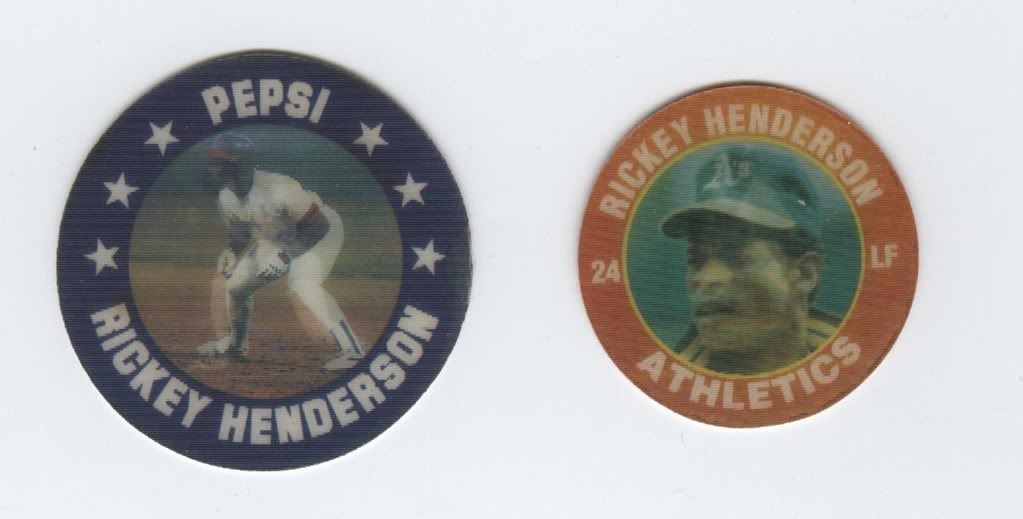 PEPSI
RICKEY HENDERSON
RICKEY HENDERSON
A's
24
LF
ATHLETICS